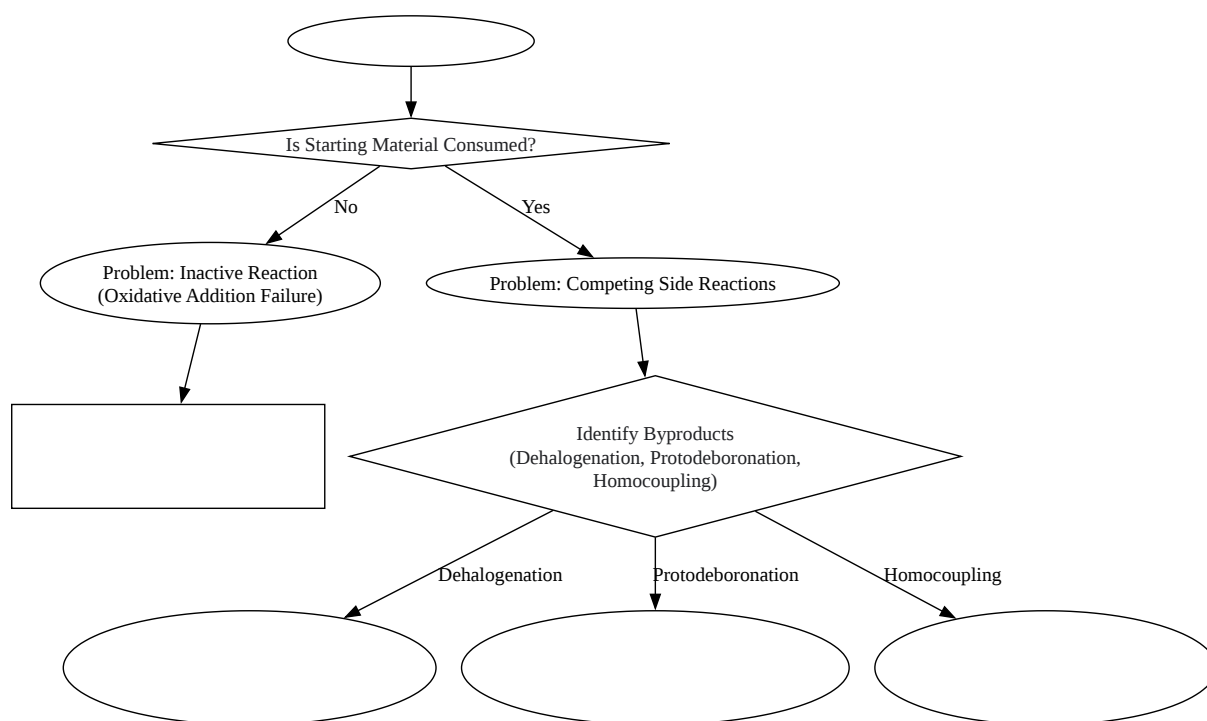 Is Starting Material Consumed?
No
Yes
Problem: Inactive Reaction
(Oxidative Addition Failure)
Problem: Competing Side Reactions
Identify Byproducts
(Dehalogenation, Protodeboronation,
Homocoupling)
Dehalogenation
Protodeboronation
Homocoupling